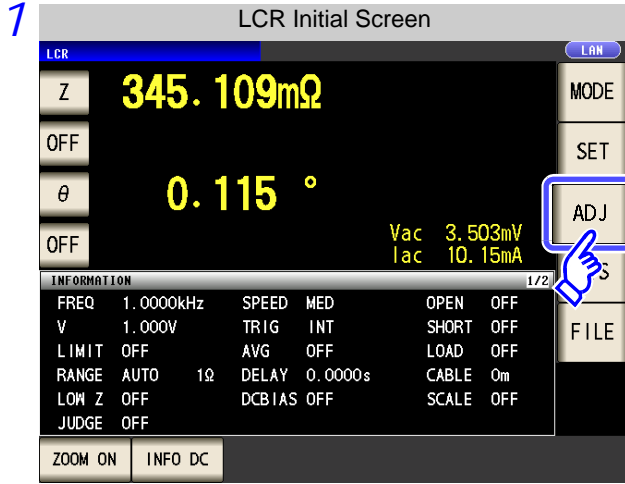 1
LCR Initial Screen
LCR
LAN
Z 345.109mΩ
MODE
OFF
SET
θ 0.115 °
ADJ
OFF
Vac 3.503mV
Iac 10.15mA
S
INFORMATION 1/2
FREQ 1.0000kHz SPEED MED OPEN OFF
V 1.000V TRIG INT SHORT OFF
FILE
LIMIT OFF AVG OFF LOAD OFF
RANGE AUTO 1Ω DELAY 0.0000s CABLE 0m
LOW Z OFF DCBIAS OFF SCALE OFF
JUDGE OFF
ZOOM ON INFO DC